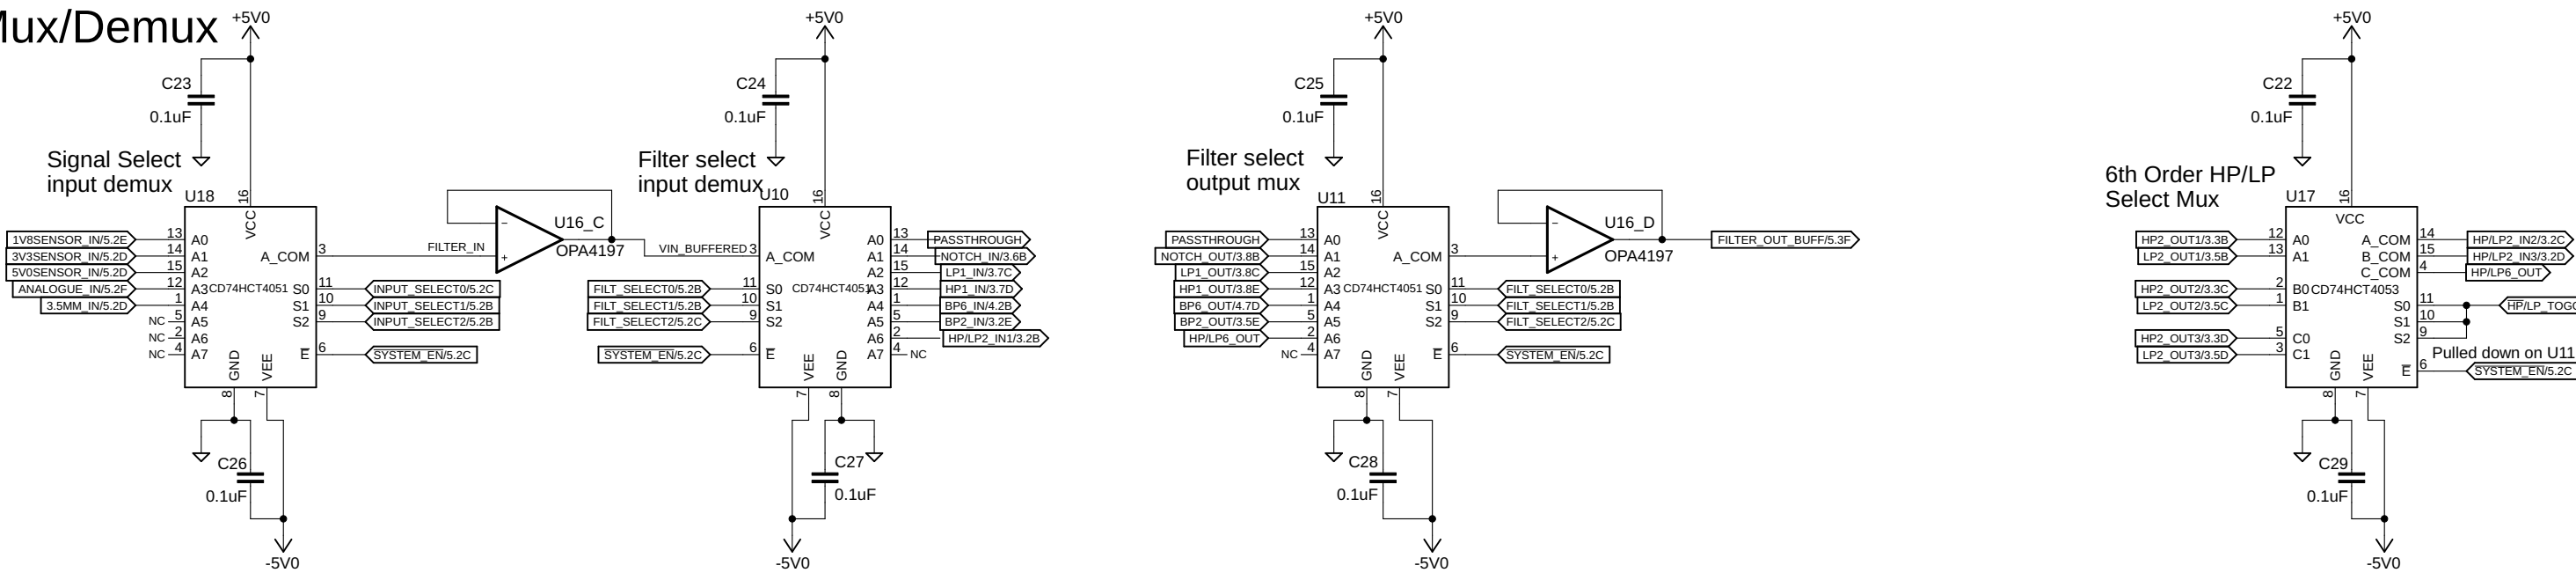 Mux/Demux
+5V0
C23
0.1uF
Signal Select
input demux
U18
16
VCC
1V8SENSOR_IN/5.2E 13 A0
3V3SENSOR_IN/5.2D 14 A1
5V0SENSOR_IN/5.2D 15 A2
ANALOGUE_IN/5.2F 12 A3
3.5MM_IN/5.2D 1 A4
NC 5 A5
NC 2 A6
NC 4 A7
CD74HCT4051
A_COM 3
S0 11 INPUT_SELECT0/5.2C
S1 10 INPUT_SELECT1/5.2B
S2 9 INPUT_SELECT2/5.2B
E 6 SYSTEM_EN/5.2C
GND
VEE
8
7
C26
0.1uF
-5V0
FILTER_IN
U16_C
OPA4197
-
+
VIN_BUFFERED
+5V0
C24
0.1uF
Filter select
input demux
U10
16
VCC
3 A_COM
FILT_SELECT0/5.2B 11 S0
FILT_SELECT1/5.2B 10 S1
FILT_SELECT2/5.2C 9 S2
SYSTEM_EN/5.2C 6 E
CD74HCT4051
A0 13 PASSTHROUGH
A1 14 NOTCH_IN/3.6B
A2 15 LP1_IN/3.7C
A3 12 HP1_IN/3.7D
A4 1 BP6_IN/4.2B
A5 5 BP2_IN/3.2E
A6 2 HP/LP2_IN1/3.2B
A7 4 NC
VEE
GND
7
8
C27
0.1uF
-5V0
+5V0
C25
0.1uF
Filter select
output mux
U11
16
VCC
PASSTHROUGH 13 A0
NOTCH_OUT/3.8B 14 A1
LP1_OUT/3.8C 15 A2
HP1_OUT/3.8E 12 A3
BP6_OUT/4.7D 1 A4
BP2_OUT/3.5E 5 A5
HP/LP6_OUT 2 A6
NC 4 A7
CD74HCT4051
A_COM 3
S0 11 FILT_SELECT0/5.2B
S1 10 FILT_SELECT1/5.2B
S2 9 FILT_SELECT2/5.2C
E 6 SYSTEM_EN/5.2C
GND
VEE
8
7
C28
0.1uF
-5V0
U16_D
OPA4197
-
+
FILTER_OUT_BUFF/5.3F
+5V0
C22
0.1uF
6th Order HP/LP
Select Mux
U17
16
VCC
HP2_OUT1/3.3B 12 A0
LP2_OUT1/3.5B 13 A1
HP2_OUT2/3.3C 2 B0
LP2_OUT2/3.5C 1 B1
HP2_OUT3/3.3D 5 C0
LP2_OUT3/3.5D 3 C1
CD74HCT4053
A_COM 14 HP/LP2_IN2/3.2C
B_COM 15 HP/LP2_IN3/3.2D
C_COM 4 HP/LP6_OUT
S0 11
S1 10
S2 9
Pulled down on U11
E 6 SYSTEM_EN/5.2C
GND
VEE
8
7
C29
0.1uF
-5V0